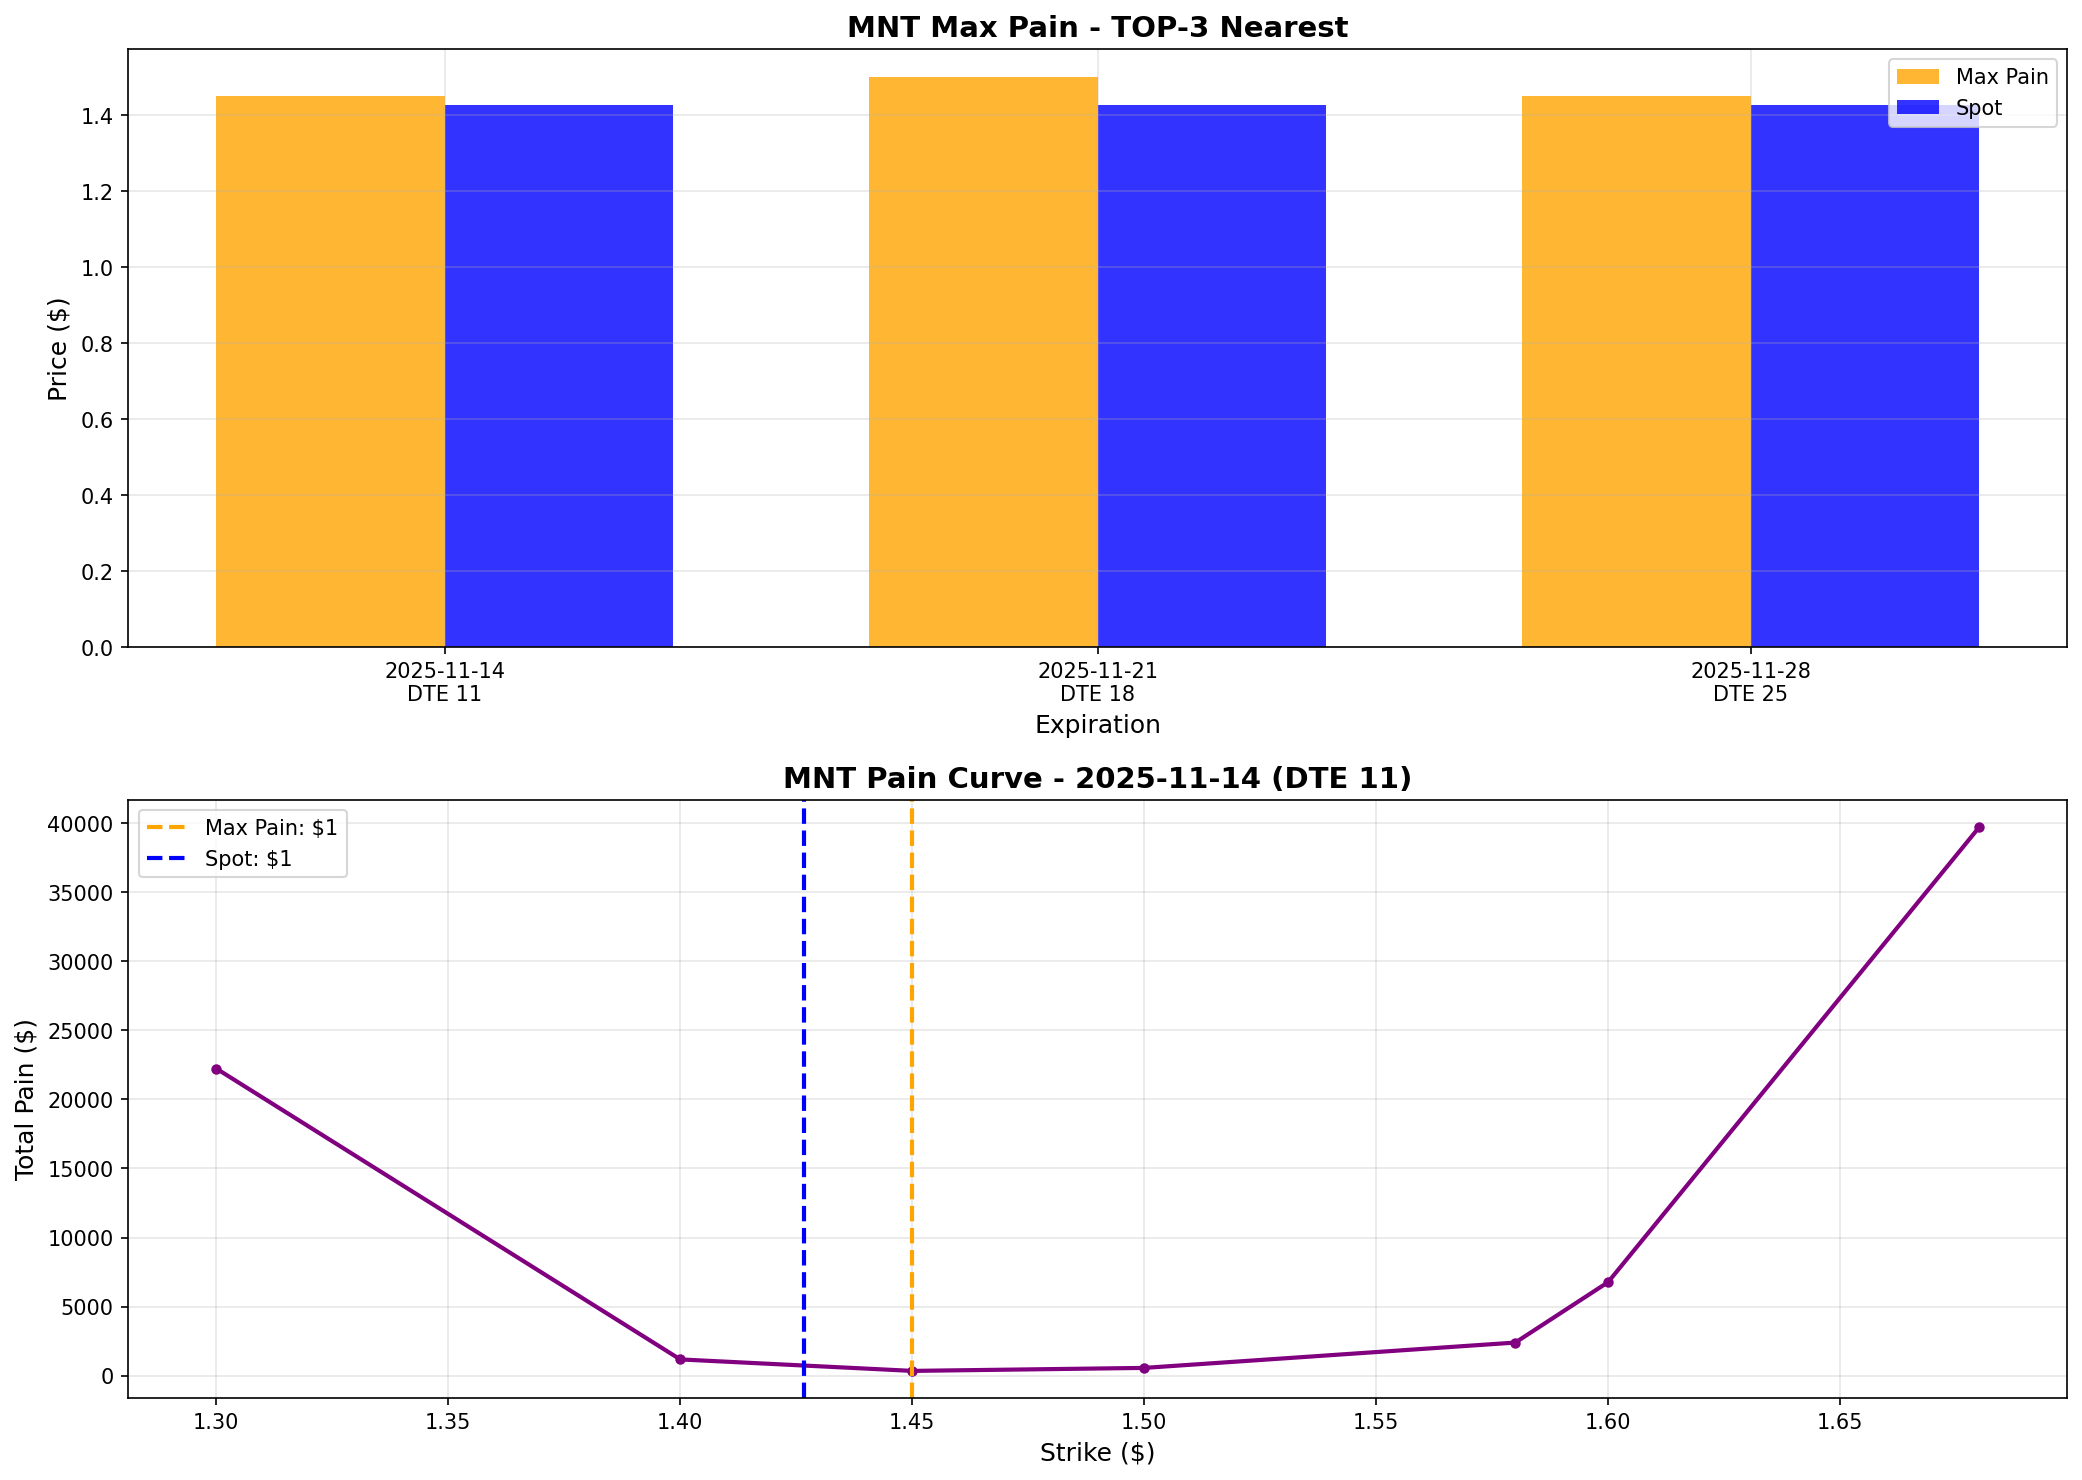 MNT Max Pain - TOP-3 Nearest
Max Pain
Spot
Price ($)
1.4
1.2
1.0
0.8
0.6
0.4
0.2
0.0
2025-11-14
DTE 11
2025-11-21
DTE 18
2025-11-28
DTE 25
Expiration
MNT Pain Curve - 2025-11-14 (DTE 11)
Max Pain: $1
Spot: $1
Total Pain ($)
40000
35000
30000
25000
20000
15000
10000
5000
0
1.30
1.35
1.40
1.45
1.50
1.55
1.60
1.65
Strike ($)